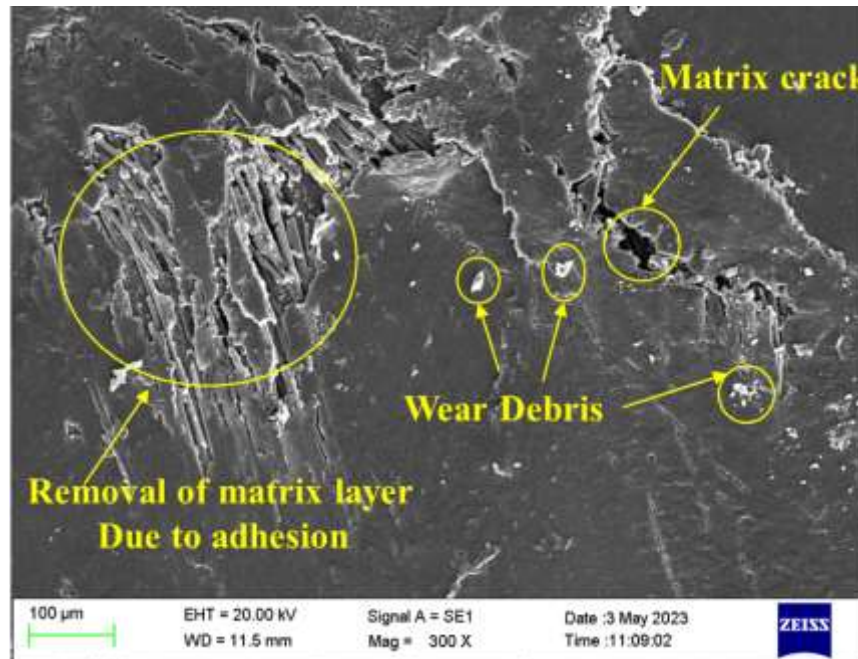 Matrix crack
Wear Debris
Removal of matrix layer
Due to adhesion
100 µm
EHT = 20.00 kV
Signal A = SE1
Date :3 May 2023
WD = 11.5 mm
Mag = 300 X
Time :11:09:02
ZEISS